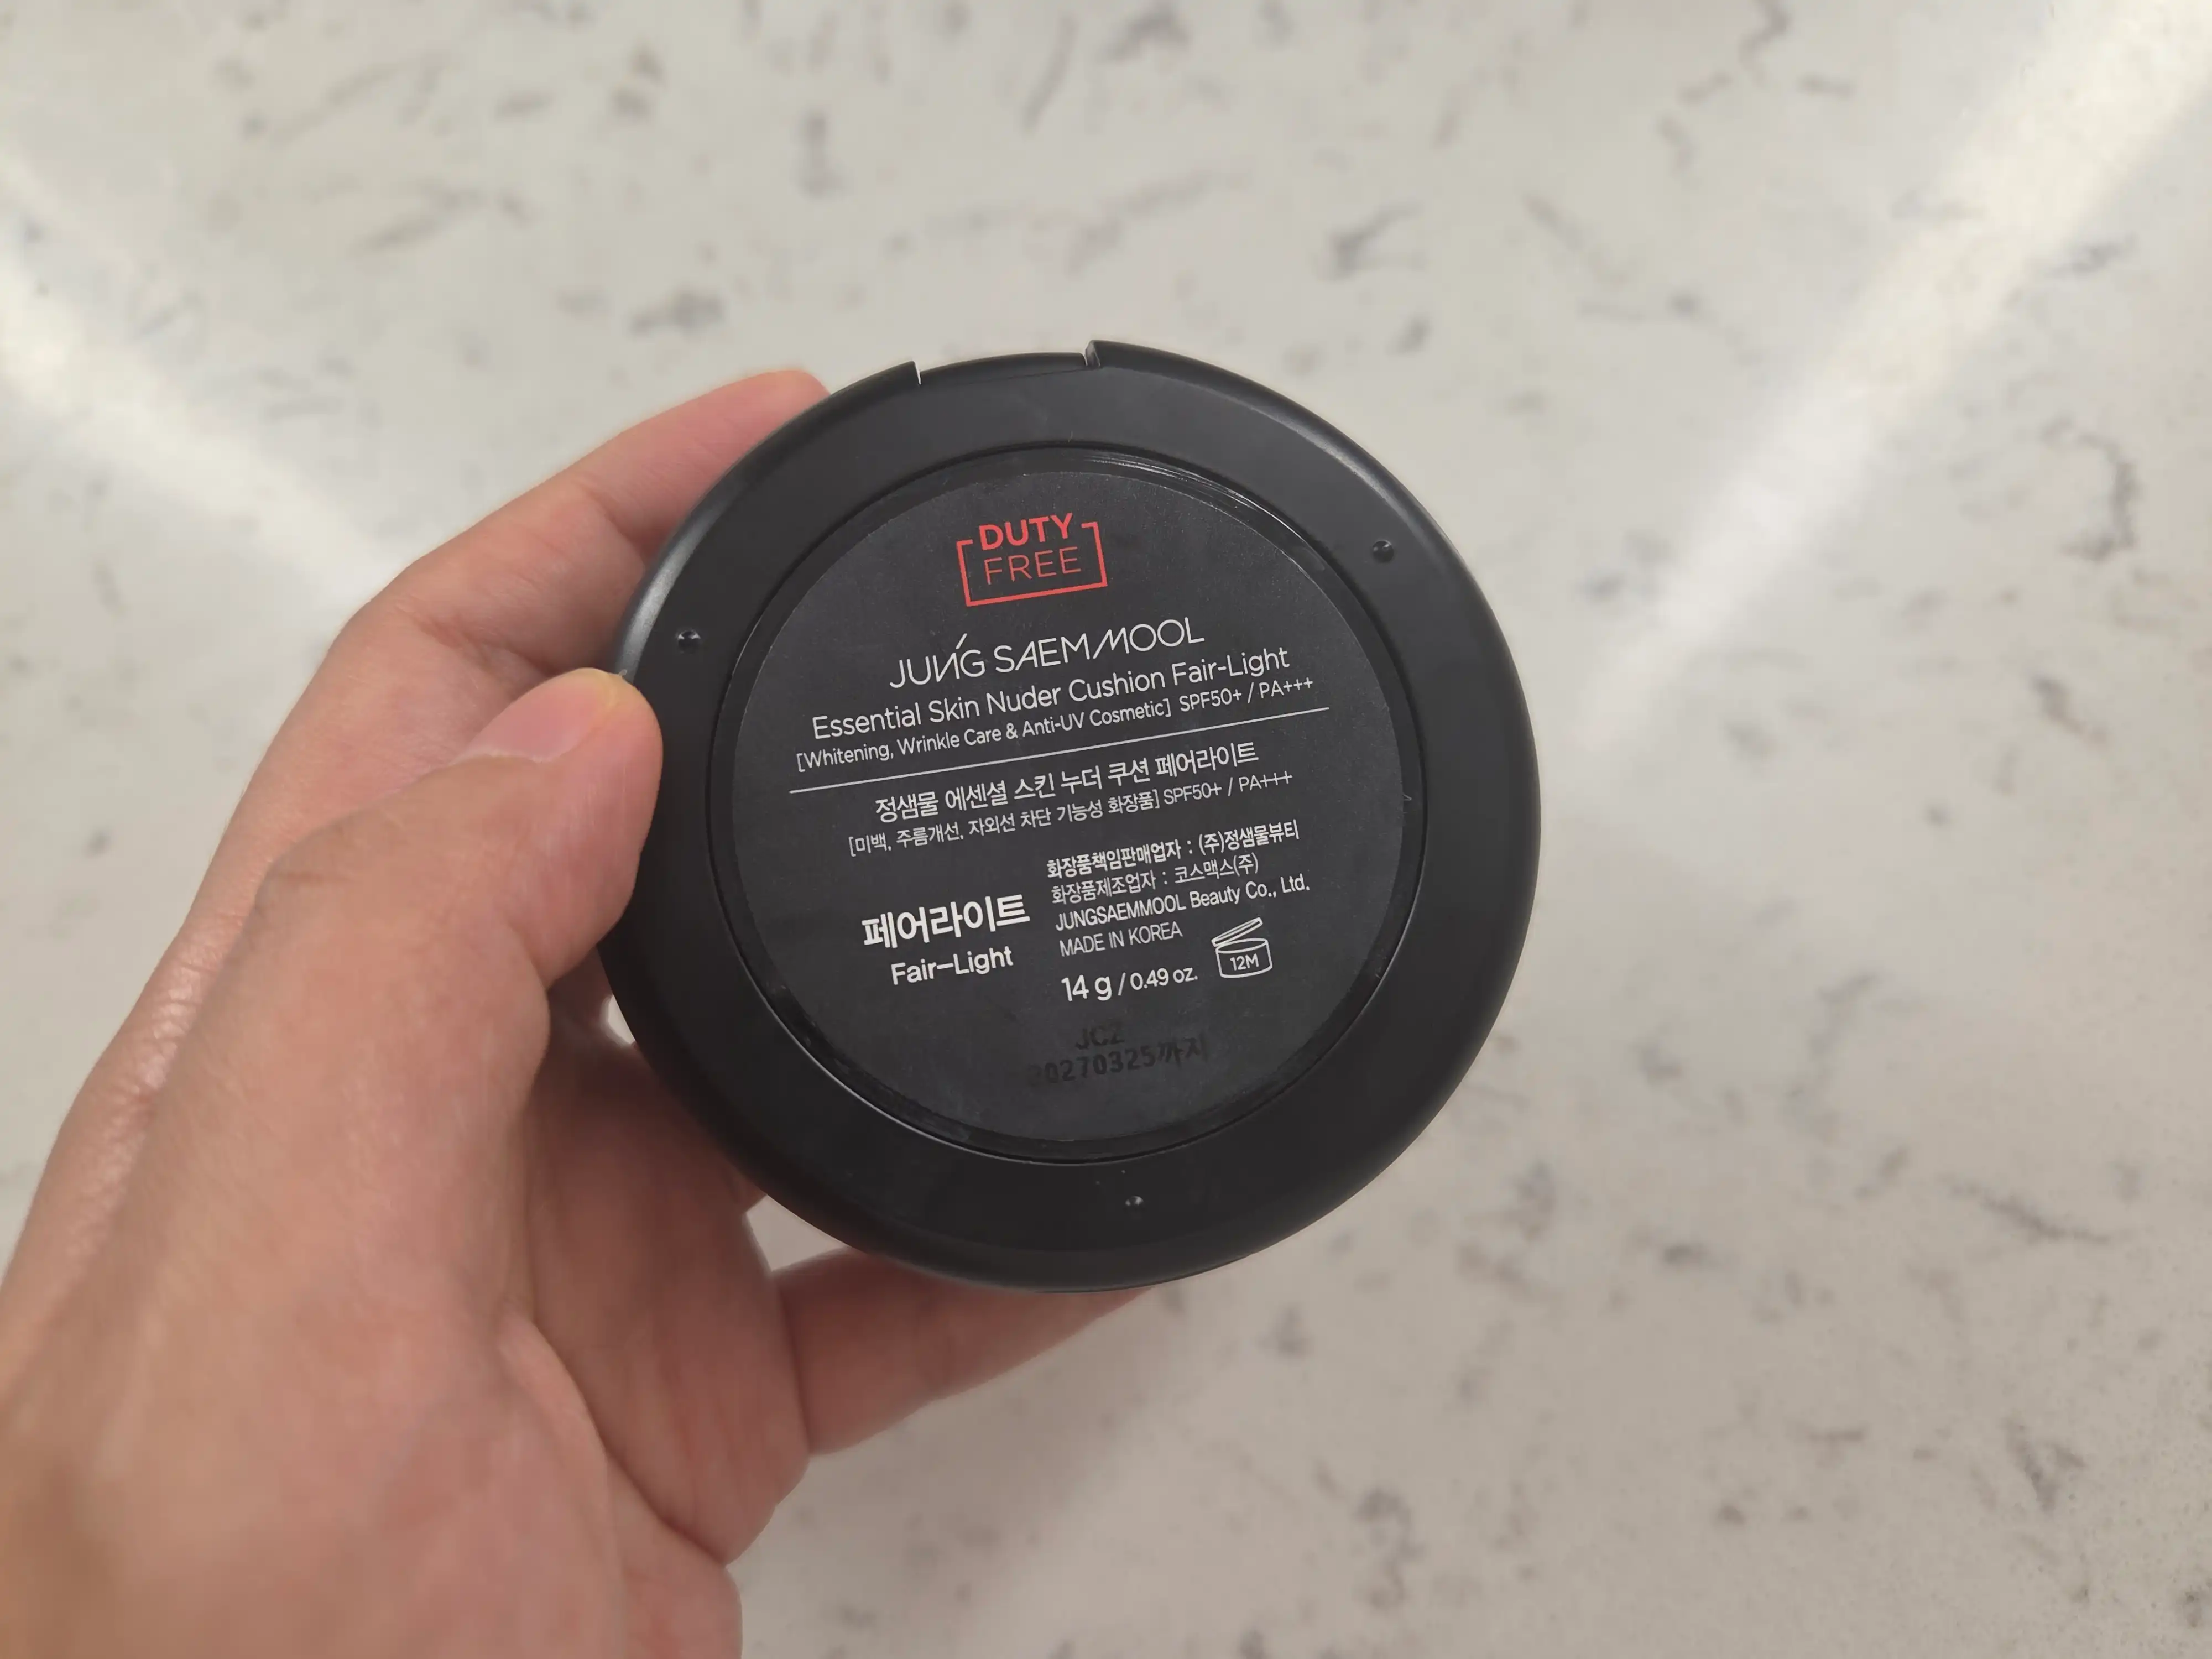 DUTY
FREE
JUNG SAEM MOOL
Essential Skin Nuder Cushion Fair-Light
[Whitening, Wrinkle Care & Anti-UV Cosmetic] SPF50+ / PA+++
정샘물 에센셜 스킨 누더 쿠션 페어라이트
[미백, 주름개선, 자외선 차단 기능성 화장품] SPF50+ / PA+++
페어라이트
Fair-Light
화장품책임판매업자 : (주)정샘물뷰티
화장품제조업자 : 코스맥스(주)
JUNGSAEMMOOL Beauty Co., Ltd.
MADE IN KOREA
14 g / 0.49 oz.
12M
JCZ
20270325까지